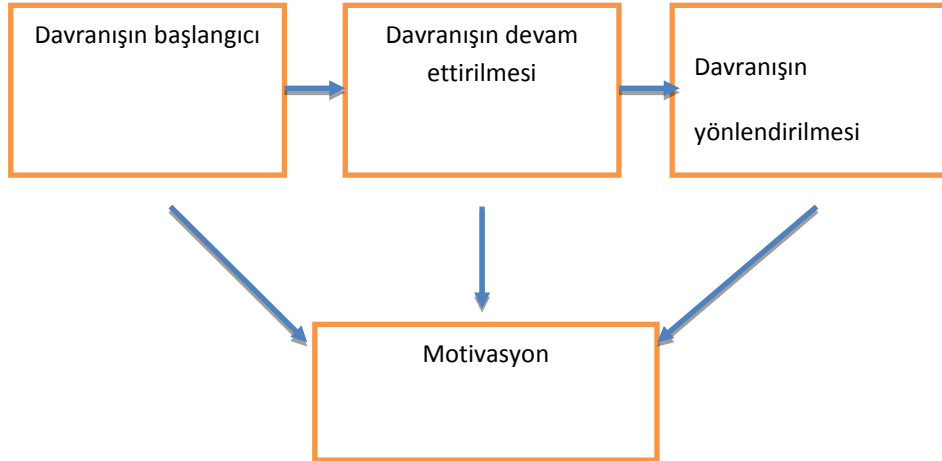 Davranışın başlangıcı
Davranışın devam
ettirilmesi
Davranışın
yönlendirilmesi
Motivasyon